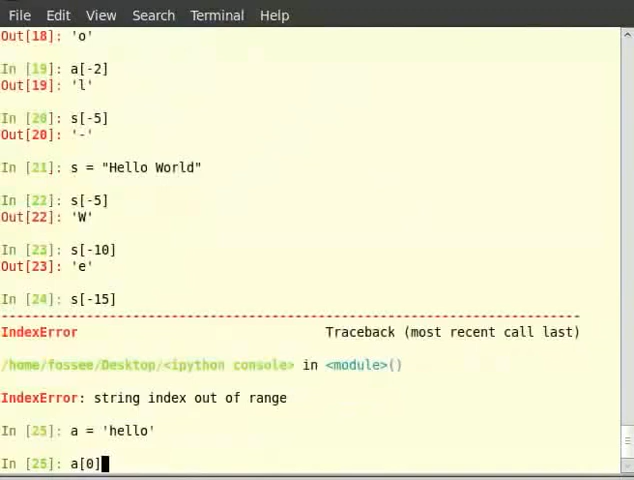 File Edit View Search Terminal Help
Out[18]: 'o'
In [19]: a[-2]
Out[19]: 'l'
In [20]: s[-5]
Out[20]: '-'
In [21]: s = "Hello World"
In [22]: s[-5]
Out[22]: 'W'
In [23]: s[-10]
Out[23]: 'e'
In [24]: s[-15]
---------------------------------------------------------------------------
IndexError Traceback (most recent call last)
/home/fossee/Desktop/<ipython console> in <module>()
IndexError: string index out of range
In [25]: a = 'hello'
In [25]: a[0]